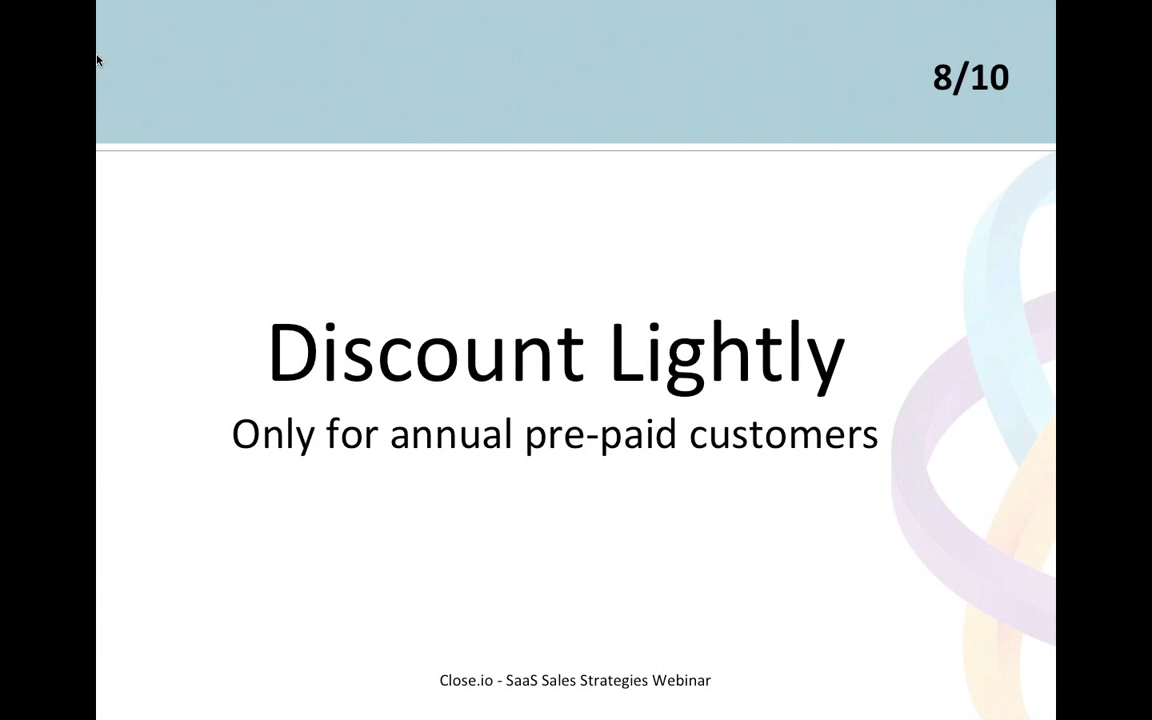 8/10
Discount Lightly
Only for annual pre-paid customers
Close.io - SaaS Sales Strategies Webinar